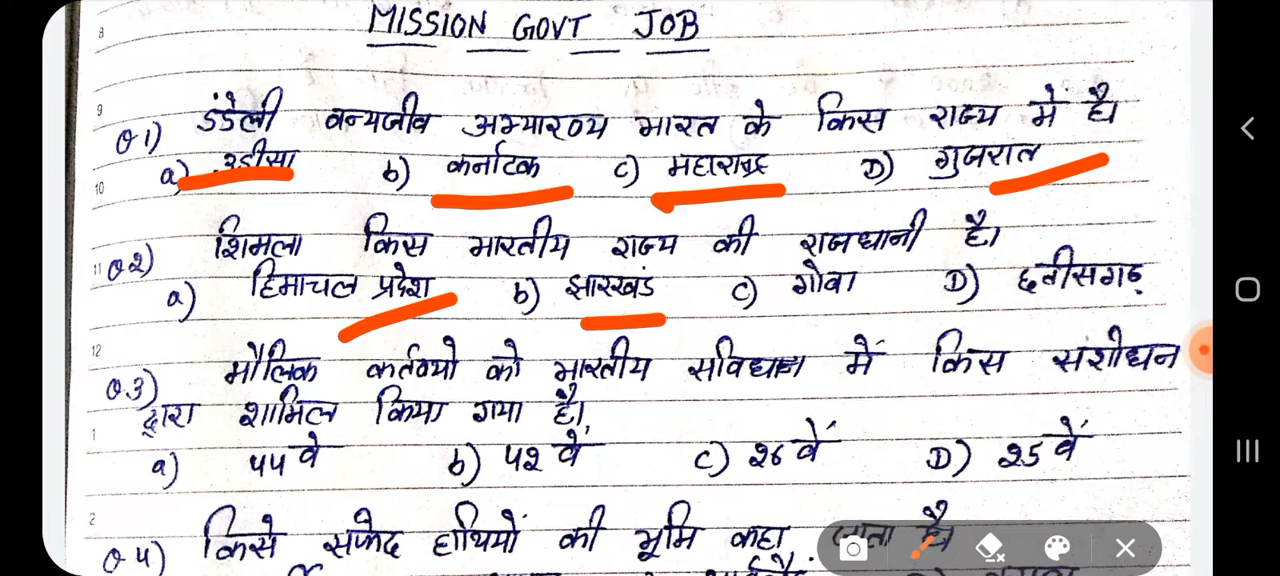 MISSION GOVT JOB
Q1) डंडेली वन्यजीव अभ्यारण्य भारत के किस राज्य में है।
a) उडीसा b) कर्नाटक c) महाराष्ट्र D) गुजरात
Q2) शिमला किस भारतीय राज्य की राजधानी है।
a) हिमाचल प्रदेश b) झारखंड c) गोवा D) छत्तीसगढ़
Q.3) मौलिक कर्तव्यो को भारतीय संविधान में किस संशोधन
द्वारा शामिल किया गया है।
a) 44 वे b) 42 वें c) 26 वें D) 25 वें
Q4) किसे सफेद हाथियों की भूमि कहा जाता है।